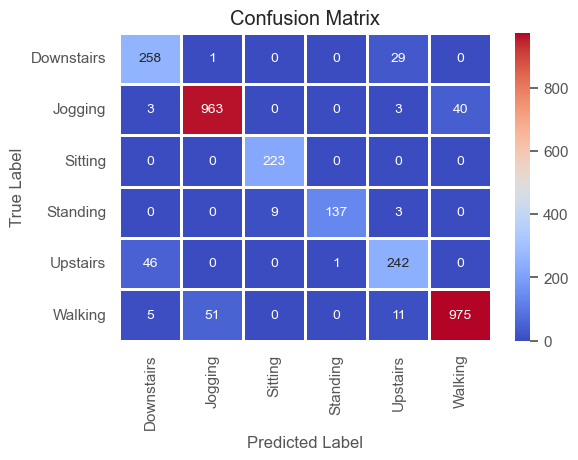 Confusion Matrix
True Label
Downstairs 258 1 0 0 29 0
Jogging 3 963 0 0 3 40
Sitting 0 0 223 0 0 0
Standing 0 0 9 137 3 0
Upstairs 46 0 0 1 242 0
Walking 5 51 0 0 11 975
Downstairs Jogging Sitting Standing Upstairs Walking
Predicted Label
800
600
400
200
0